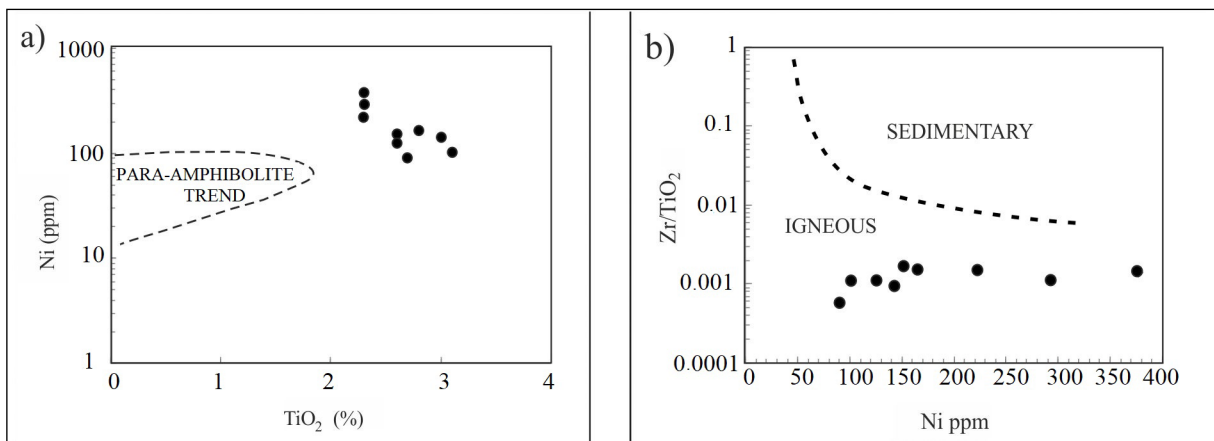 a)
1000
100
10
1
Ni (ppm)
PARA-AMPHIBOLITE
TREND
0 1 2 3 4
TiO₂ (%)
b)
1
0.1
0.01
0.001
0.0001
Zr/TiO₂
SEDIMENTARY
IGNEOUS
0 50 100 150 200 250 300 350 400
Ni ppm